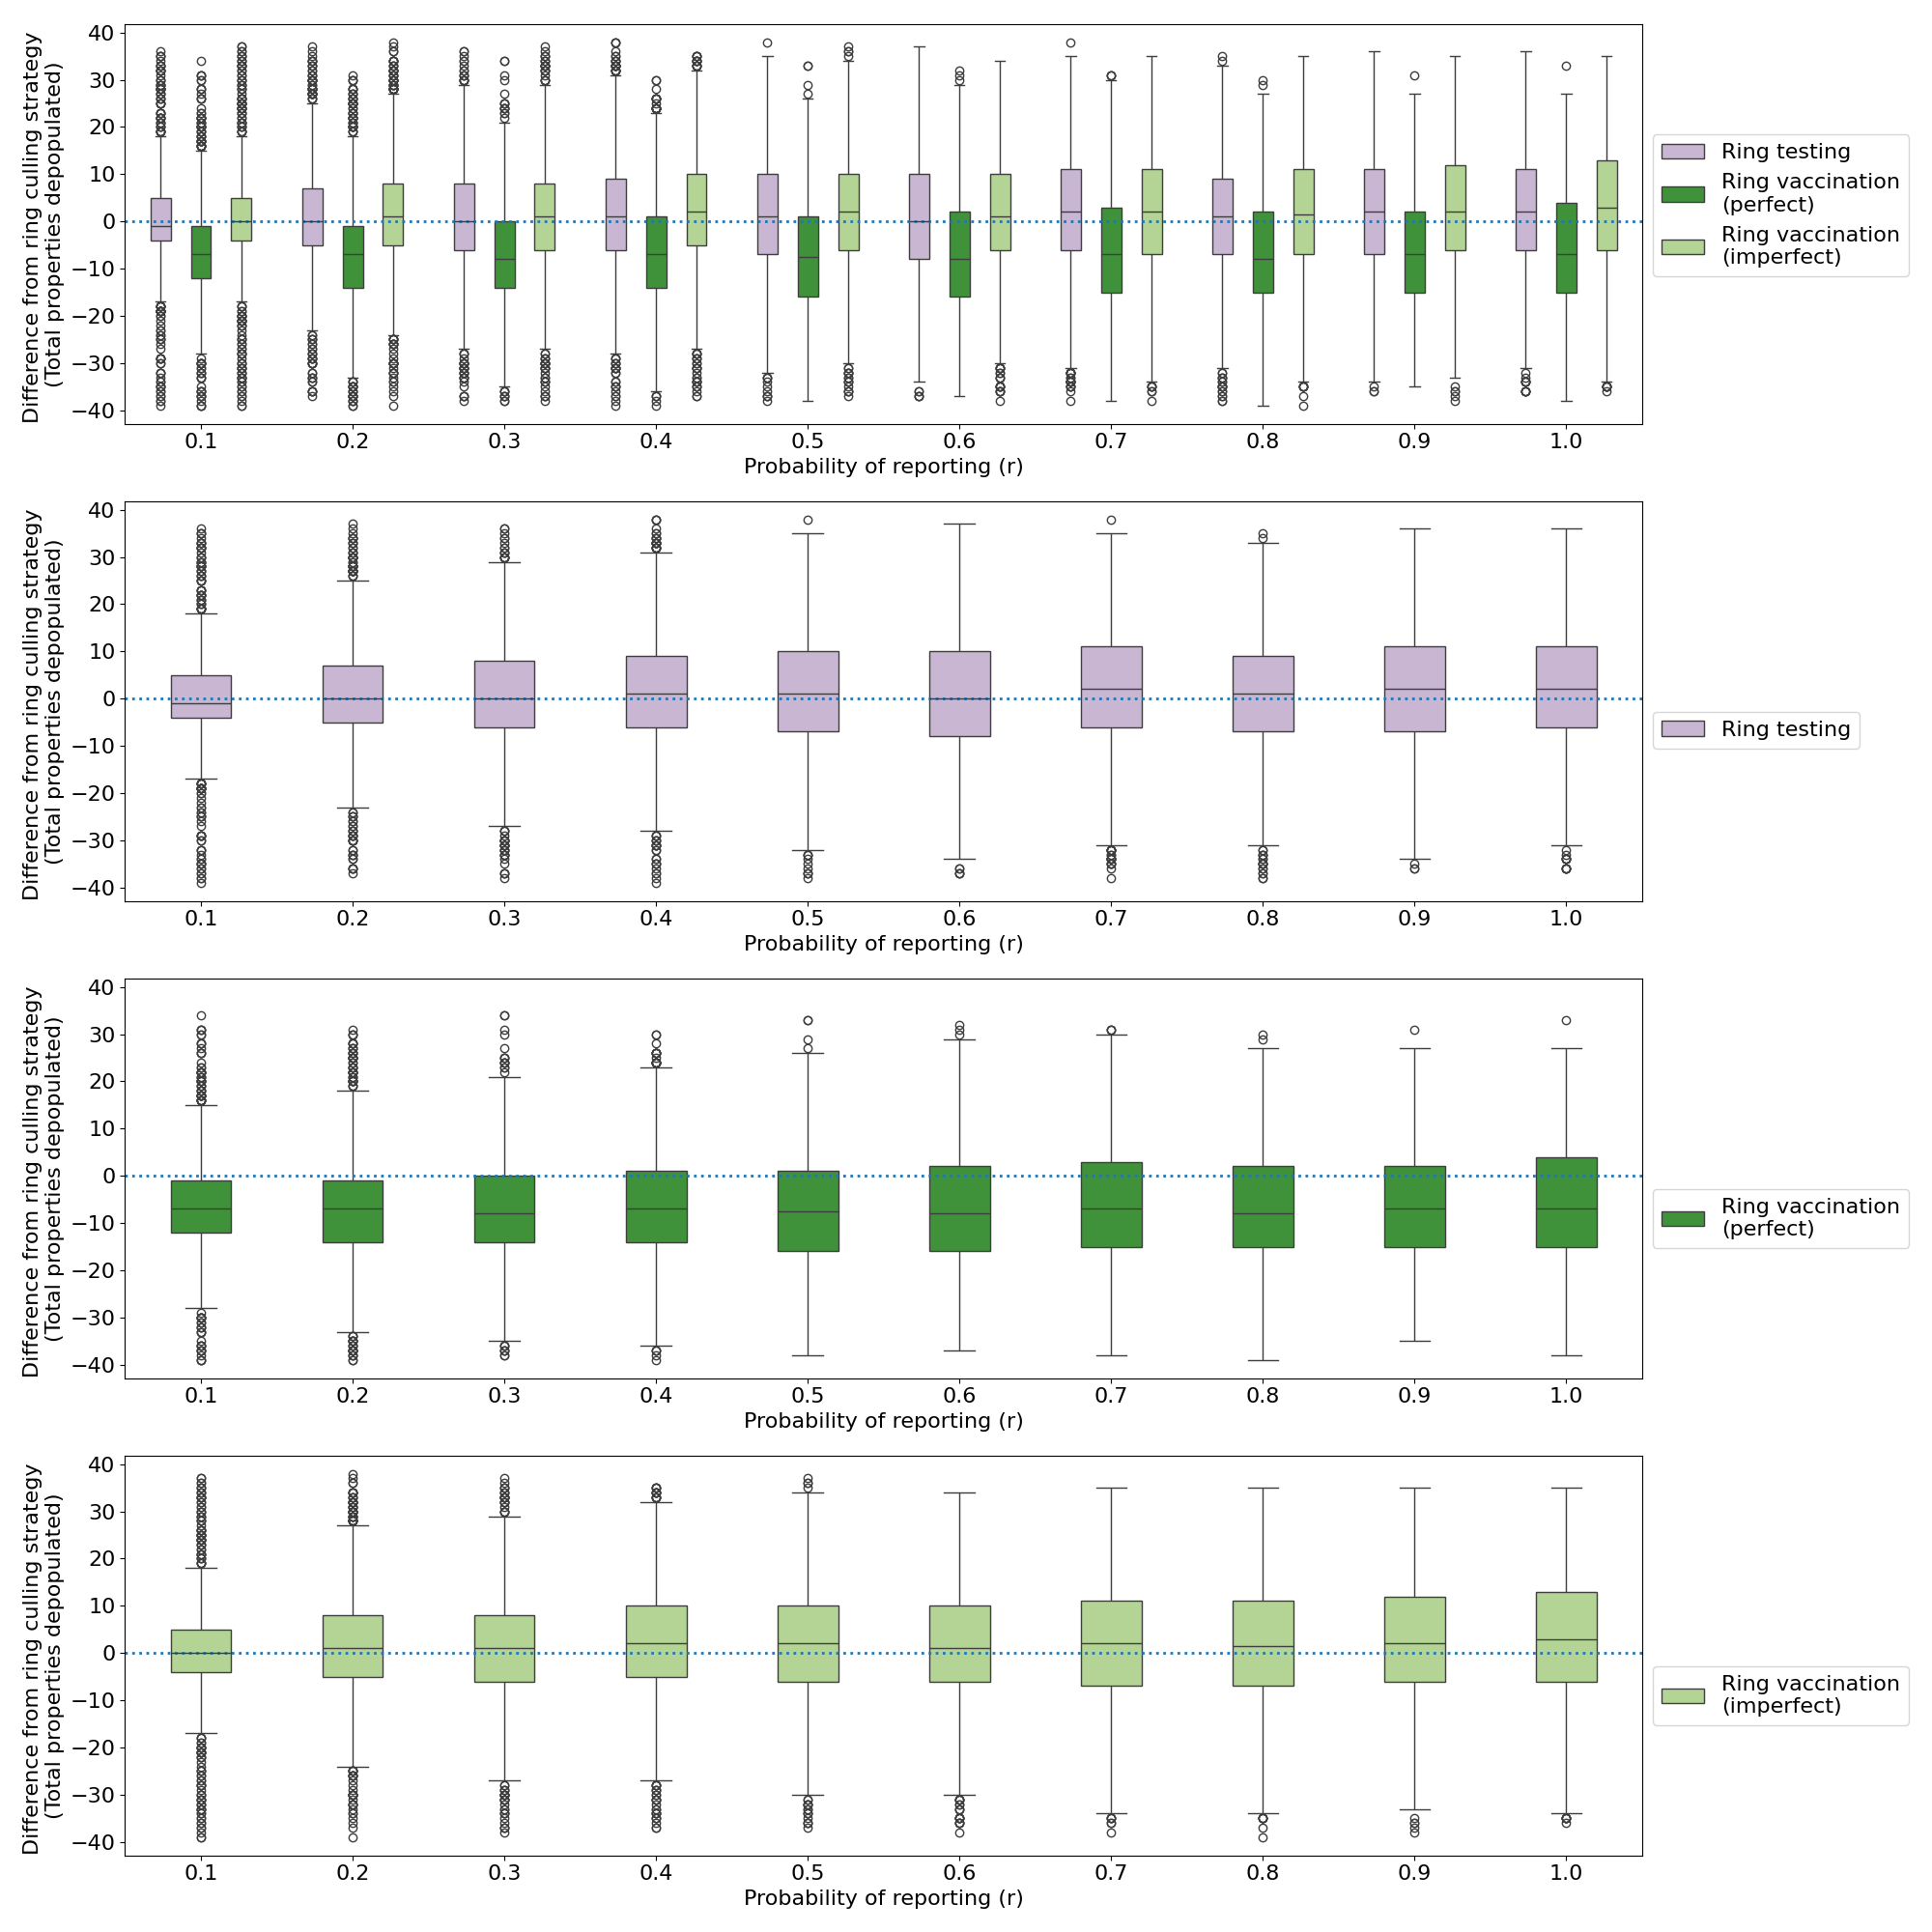 Difference from ring culling strategy
(Total properties depopulated)
40
30
20
10
0
−10
−20
−30
−40
0.1 0.2 0.3 0.4 0.5 0.6 0.7 0.8 0.9 1.0
Probability of reporting (r)
Ring testing
Ring vaccination
(perfect)
Ring vaccination
(imperfect)
Difference from ring culling strategy
(Total properties depopulated)
40
30
20
10
0
−10
−20
−30
−40
0.1 0.2 0.3 0.4 0.5 0.6 0.7 0.8 0.9 1.0
Probability of reporting (r)
Ring testing
Difference from ring culling strategy
(Total properties depopulated)
40
30
20
10
0
−10
−20
−30
−40
0.1 0.2 0.3 0.4 0.5 0.6 0.7 0.8 0.9 1.0
Probability of reporting (r)
Ring vaccination
(perfect)
Difference from ring culling strategy
(Total properties depopulated)
40
30
20
10
0
−10
−20
−30
−40
0.1 0.2 0.3 0.4 0.5 0.6 0.7 0.8 0.9 1.0
Probability of reporting (r)
Ring vaccination
(imperfect)